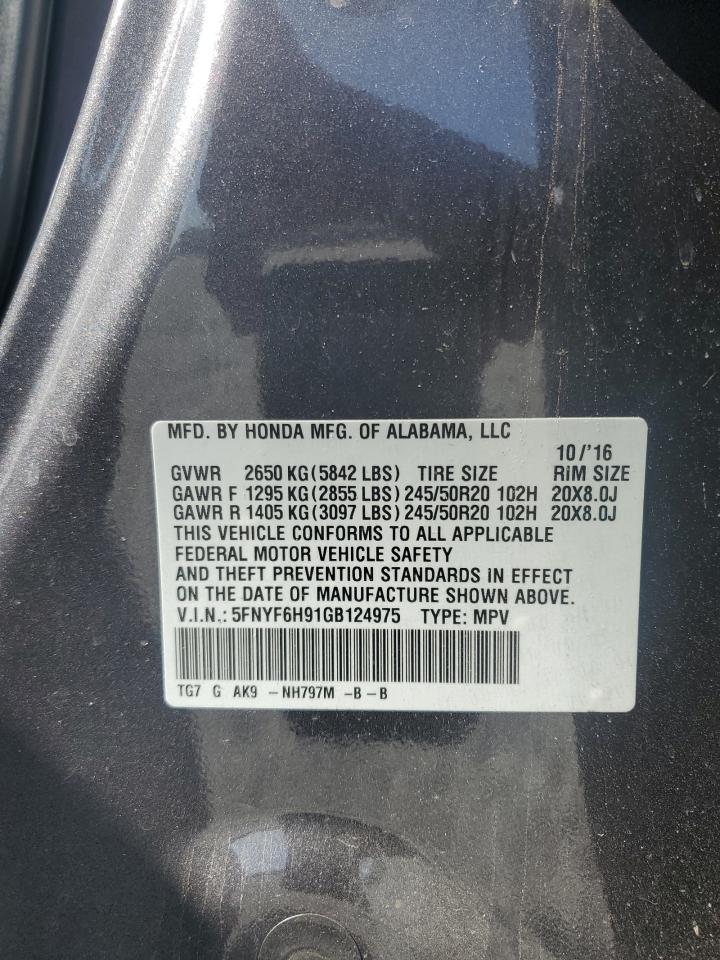 MFD. BY HONDA MFG. OF ALABAMA, LLC
10/'16
GVWR 2650 KG(5842 LBS) TIRE SIZE RIM SIZE
GAWR F 1295 KG(2855 LBS) 245/50R20 102H 20X8.0J
GAWR R 1405 KG(3097 LBS) 245/50R20 102H 20X8.0J
THIS VEHICLE CONFORMS TO ALL APPLICABLE
FEDERAL MOTOR VEHICLE SAFETY
AND THEFT PREVENTION STANDARDS IN EFFECT
ON THE DATE OF MANUFACTURE SHOWN ABOVE.
V.I.N.: 5FNYF6H91GB124975 TYPE: MPV
TG7 G AK9 -NH797M -B-B